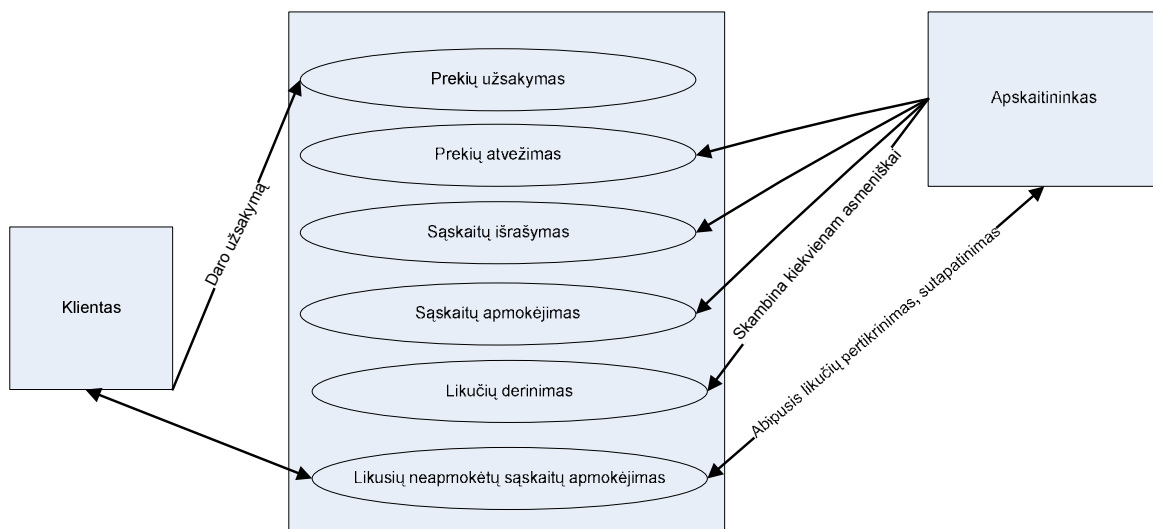 Prekių užsakymas
Apskaitininkas
Prekių atvežimas
Skambina kiekvienam asmeniškai
Daro užsakymą
Sąskaitų išrašymas
Klientas
Sąskaitų apmokėjimas
Abipusis likučių pertikrinimas, sutapatinimas
Likučių derinimas
Likusių neapmokėtų sąskaitų apmokėjimas